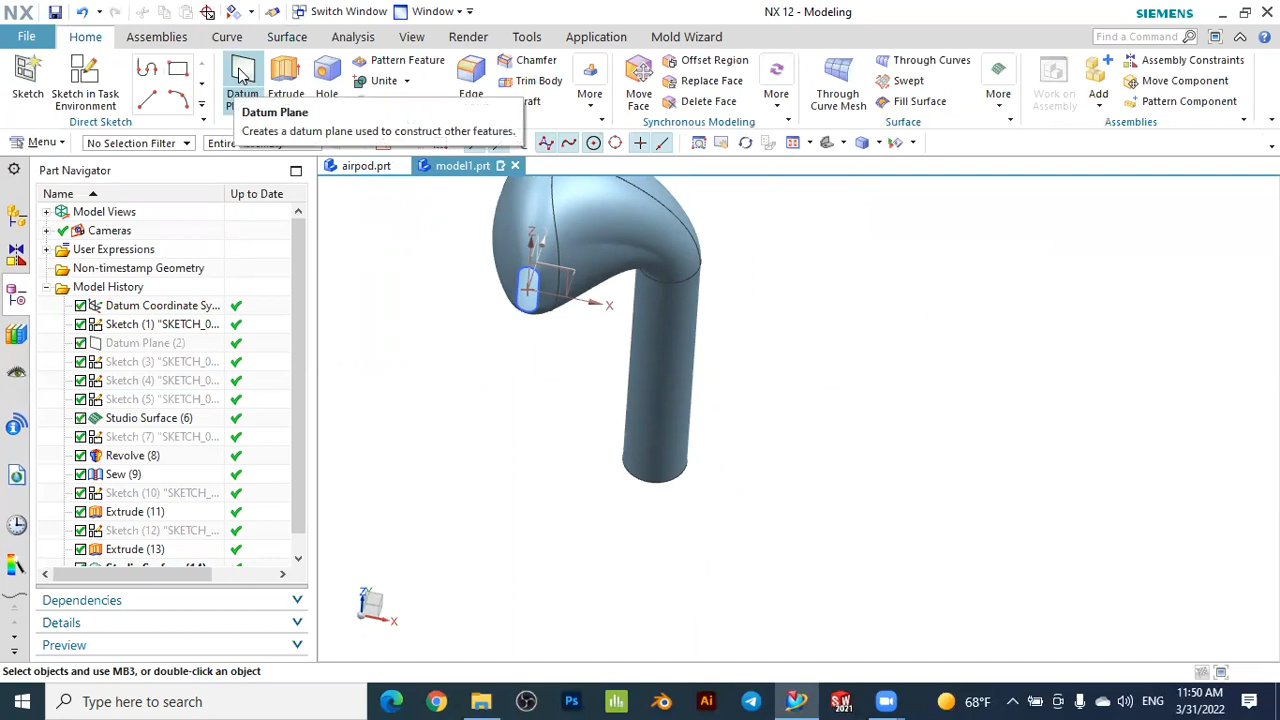 NX
Switch Window
Window
NX 12 - Modeling
SIEMENS
File
Home
Assemblies
Curve
Surface
Analysis
View
Render
Tools
Application
Mold Wizard
Find a Command
Sketch
Sketch in Task
Environment
Direct Sketch
Datum
Extrude
Hole
Pattern Feature
Unite
Edge
Chamfer
Trim Body
More
Move
Face
Offset Region
Replace Face
Delete Face
More
Synchronous Modeling
Through
Curve Mesh
Through Curves
Swept
Fill Surface
More
Surface
Work on
Assembly
Add
Assembly Constraints
Move Component
Pattern Component
Assemblies
Datum Plane
Creates a datum plane used to construct other features.
Menu
No Selection Filter
Entire
airpod.prt
model1.prt
Part Navigator
Name
Up to Date
Model Views
Cameras
User Expressions
Non-timestamp Geometry
Model History
Datum Coordinate Sy...
Sketch (1) "SKETCH_0...
Datum Plane (2)
Sketch (3) "SKETCH_0...
Sketch (4) "SKETCH_0...
Sketch (5) "SKETCH_0...
Studio Surface (6)
Sketch (7) "SKETCH_0...
Revolve (8)
Sew (9)
Sketch (10) "SKETCH_...
Extrude (11)
Sketch (12) "SKETCH_...
Extrude (13)
Dependencies
Details
Preview
Z
X
Z
X
Select objects and use MB3, or double-click an object
Type here to search
Ps
Ai
SW
2021
68°F
ENG
11:50 AM
3/31/2022